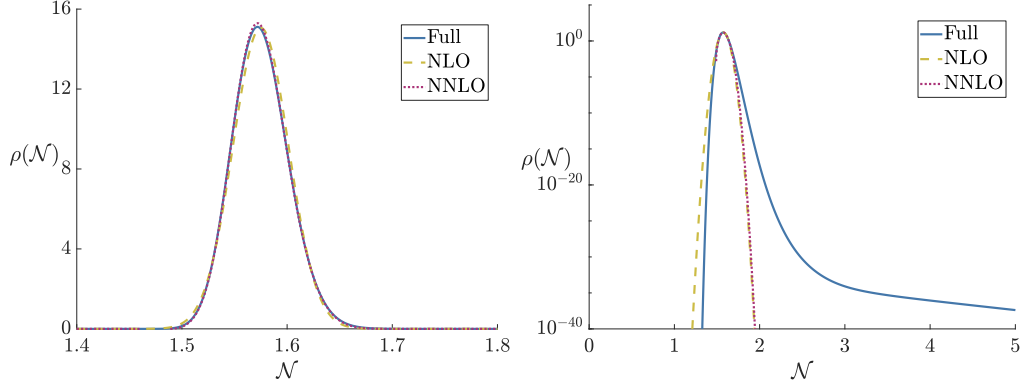 16
12
8
4
0
ρ(𝒩)
1.4 1.5 1.6 1.7 1.8
𝒩
Full
NLO
NNLO
10^0
10^−20
10^−40
ρ(𝒩)
0 1 2 3 4 5
𝒩
Full
NLO
NNLO